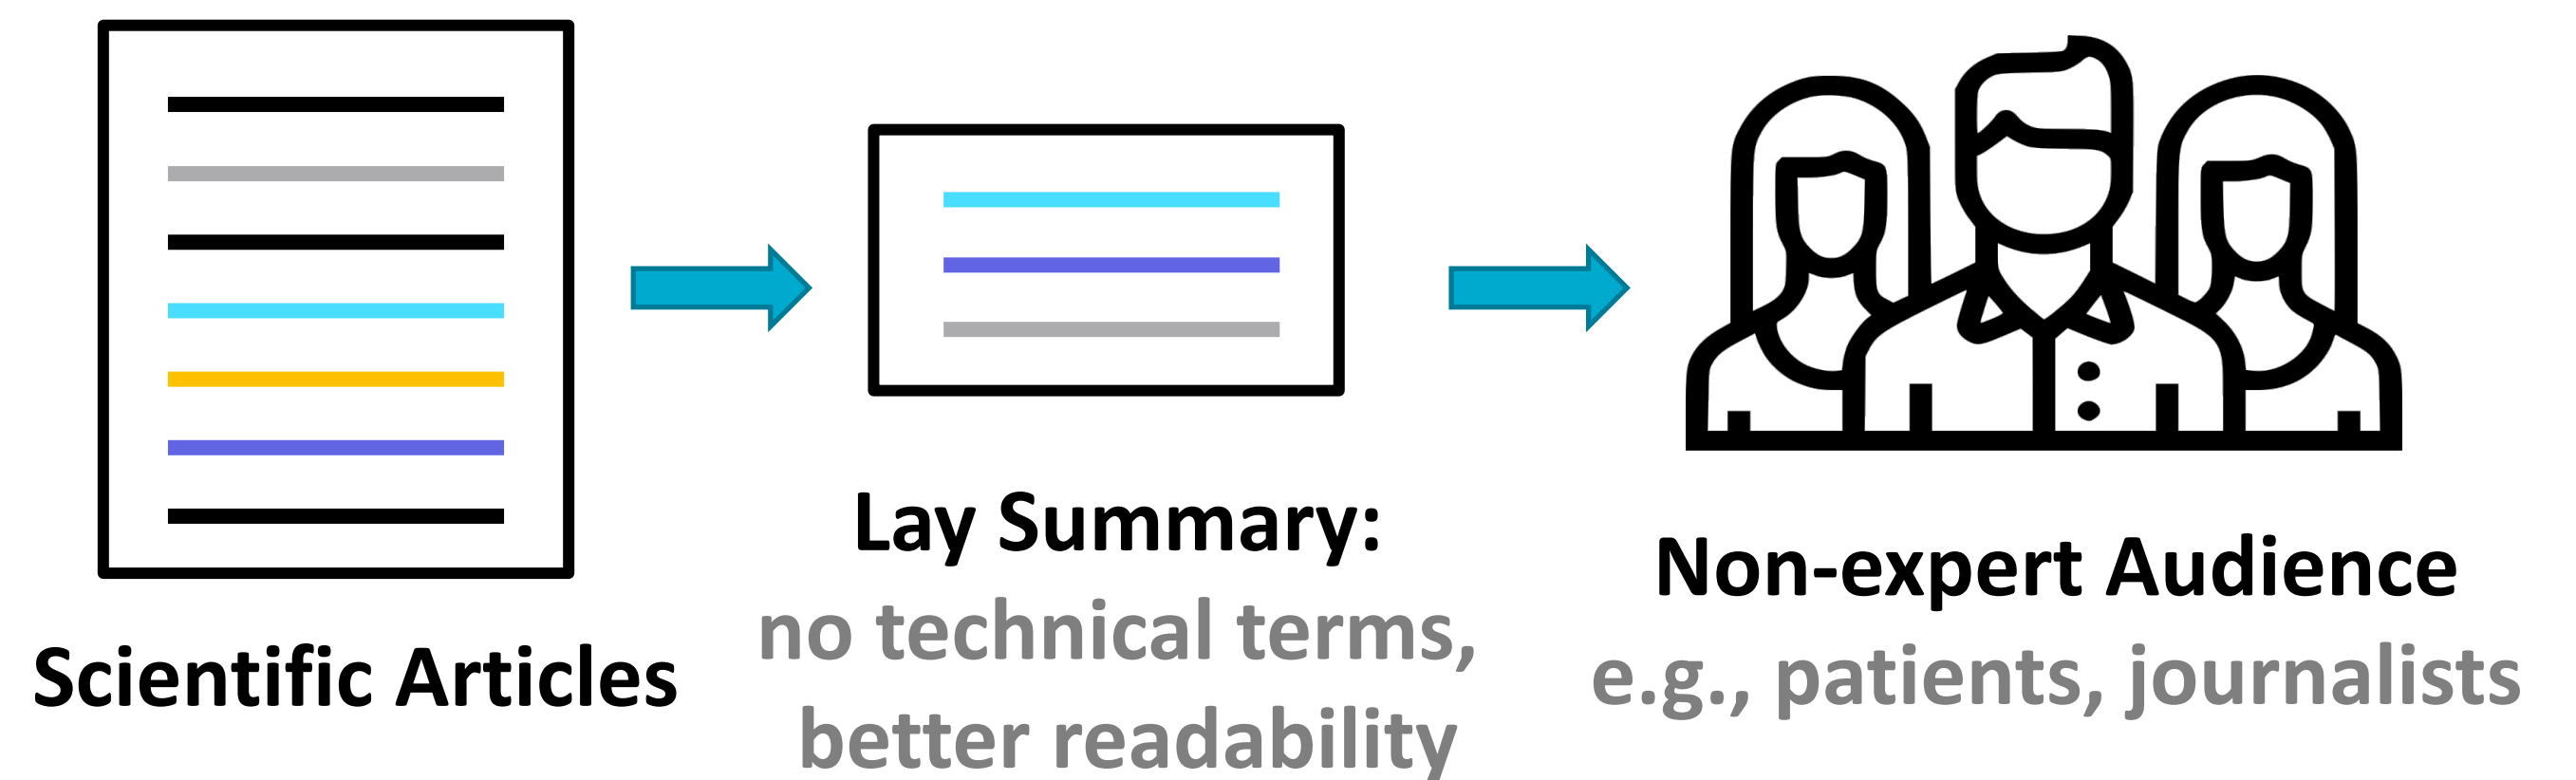 Scientific Articles
Lay Summary:
no technical terms,
better readability
Non-expert Audience
e.g., patients, journalists